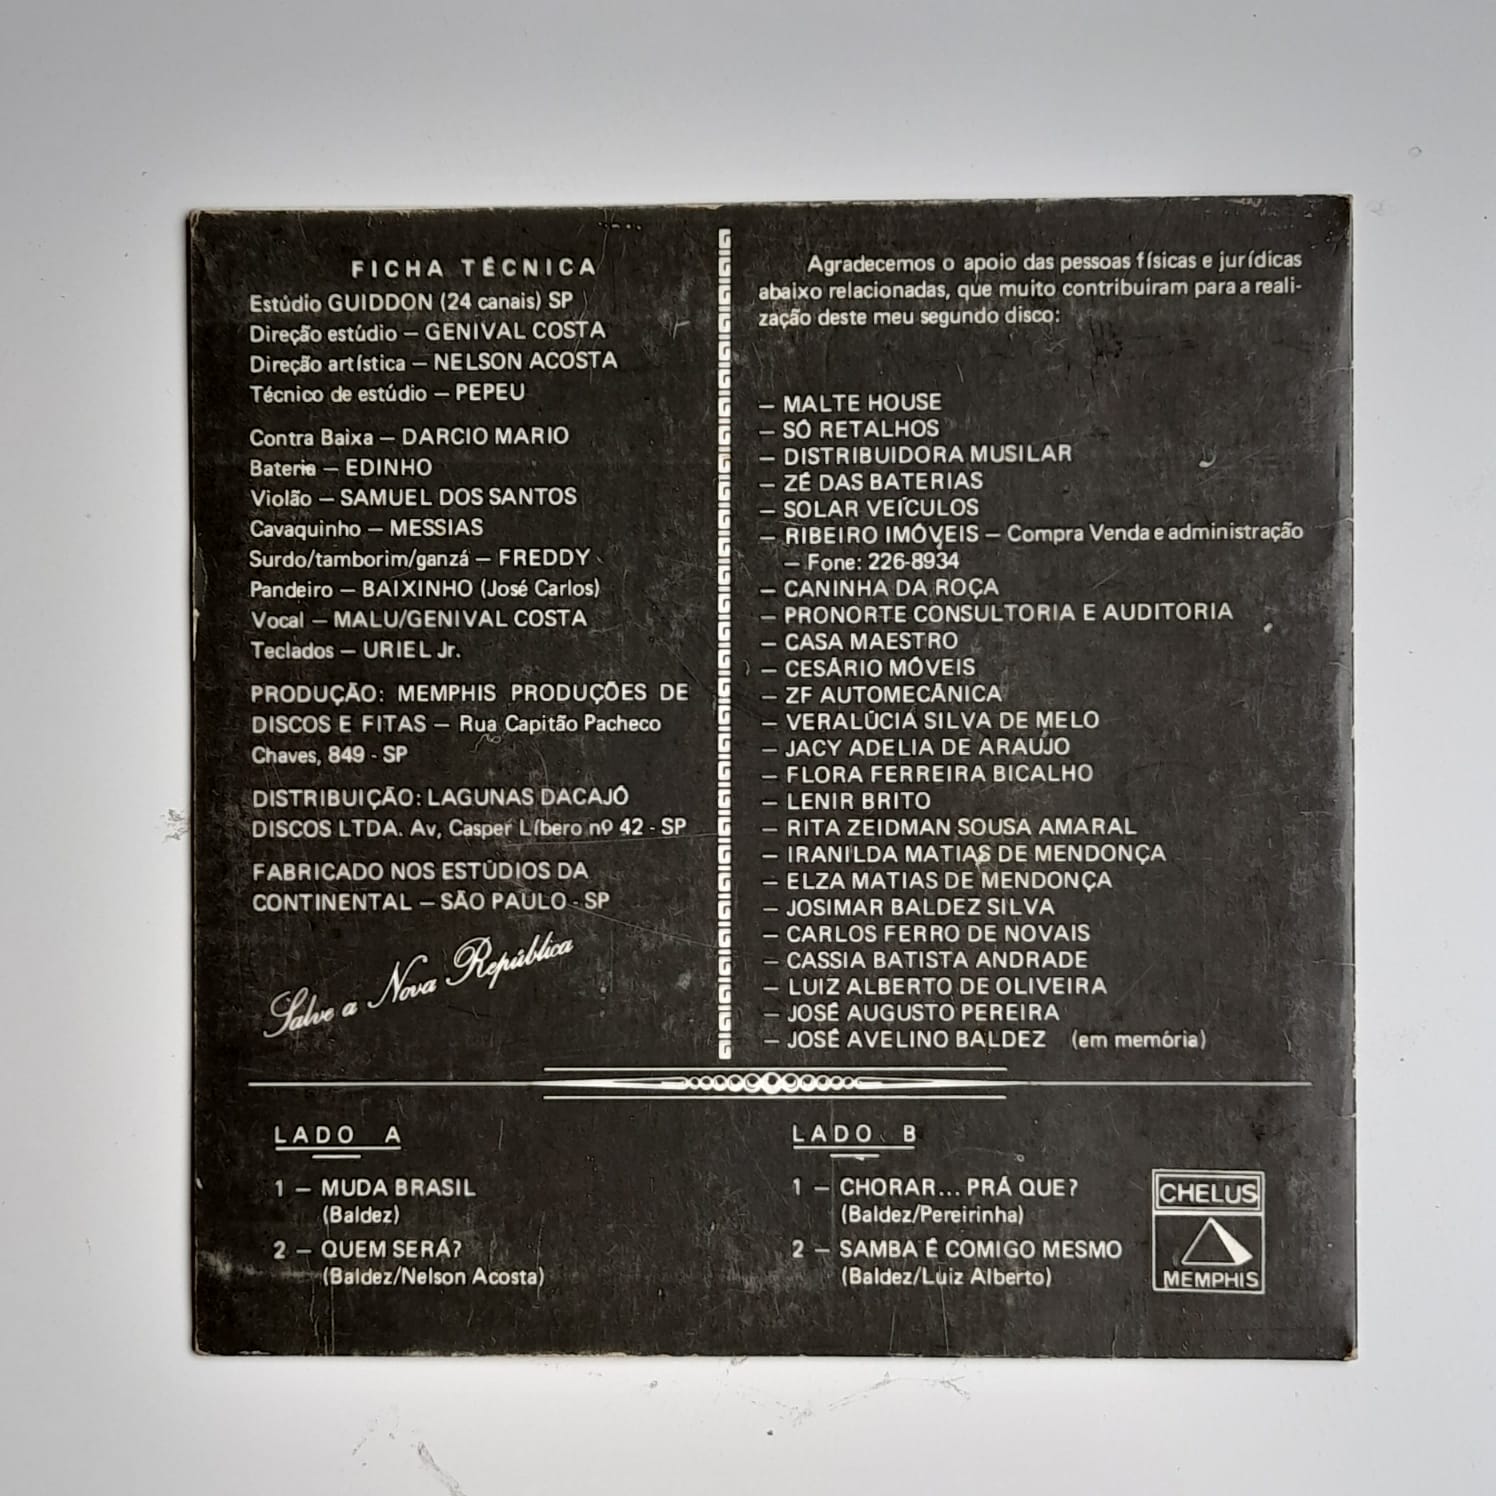 FICHA TÉCNICA
Estúdio GUIDDON (24 canais) SP
Direção estúdio — GENIVAL COSTA
Direção artística — NELSON ACOSTA
Técnico de estúdio — PEPEU
Contra Baixa — DARCIO MARIO
Bateria — EDINHO
Violão — SAMUEL DOS SANTOS
Cavaquinho — MESSIAS
Surdo/tamborim/ganzá — FREDDY
Pandeiro — BAIXINHO (José Carlos)
Vocal — MALU/GENIVAL COSTA
Teclados — URIEL Jr.
PRODUÇÃO: MEMPHIS PRODUÇÕES DE
DISCOS E FITAS — Rua Capitão Pacheco
Chaves, 849 - SP
DISTRIBUIÇÃO: LAGUNAS DACAJÔ
DISCOS LTDA. Av, Casper Líbero nº 42 - SP
FABRICADO NOS ESTÚDIOS DA
CONTINENTAL — SÃO PAULO - SP
Salve a Nova República
Agradecemos o apoio das pessoas físicas e jurídicas
abaixo relacionadas, que muito contribuiram para a reali-
zação deste meu segundo disco:
— MALTE HOUSE
— SÓ RETALHOS
— DISTRIBUIDORA MUSILAR
— ZÉ DAS BATERIAS
— SOLAR VEÍCULOS
— RIBEIRO IMÓVEIS — Compra Venda e administração
— Fone: 226-8934
— CANINHA DA ROÇA
— PRONORTE CONSULTORIA E AUDITORIA
— CASA MAESTRO
— CESÁRIO MÓVEIS
— ZF AUTOMECÂNICA
— VERALÚCIA SILVA DE MELO
— JACY ADELIA DE ARAUJO
— FLORA FERREIRA BICALHO
— LENIR BRITO
— RITA ZEIDMAN SOUSA AMARAL
— IRANILDA MATIAS DE MENDONÇA
— ELZA MATIAS DE MENDONÇA
— JOSIMAR BALDEZ SILVA
— CARLOS FERRO DE NOVAIS
— CASSIA BATISTA ANDRADE
— LUIZ ALBERTO DE OLIVEIRA
— JOSÉ AUGUSTO PEREIRA
— JOSÉ AVELINO BALDEZ (em memória)
LADO A
1 — MUDA BRASIL
(Baldez)
2 — QUEM SERÁ?
(Baldez/Nelson Acosta)
LADO B
1 — CHORAR... PRÁ QUE?
(Baldez/Pereirinha)
2 — SAMBA É COMIGO MESMO
(Baldez/Luiz Alberto)
CHELUS
MEMPHIS